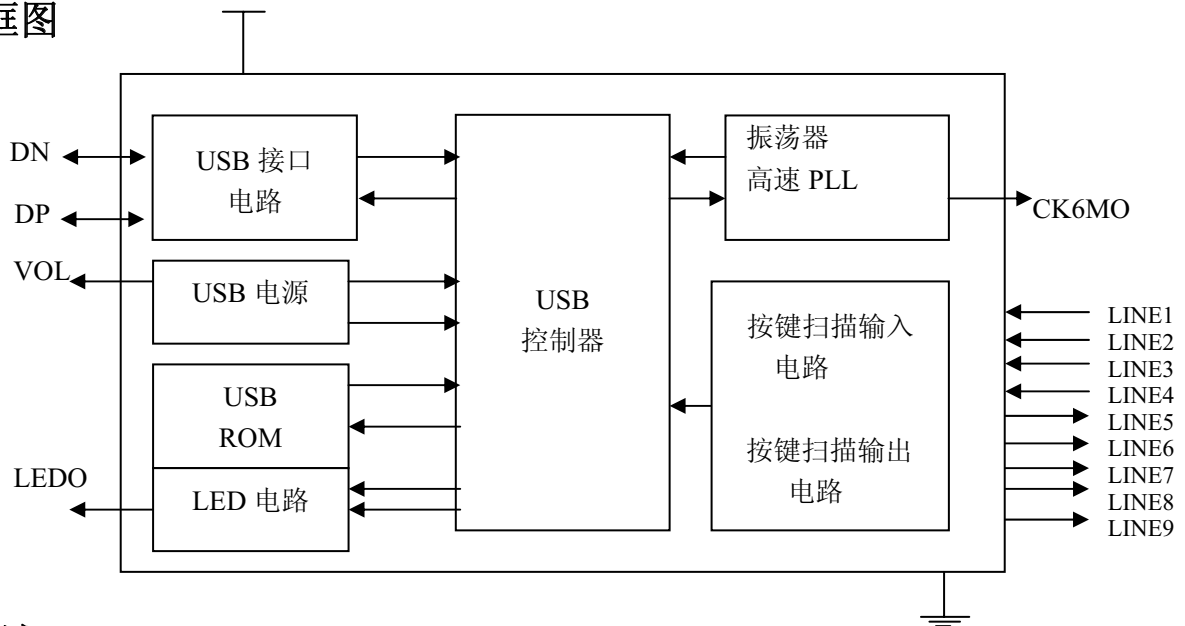 框图
DN
DP
VOL
LEDO
USB 接口
电路
USB 电源
USB
ROM
LED 电路
USB
控制器
振荡器
高速 PLL
按键扫描输入
电路
按键扫描输出
电路
CK6MO
LINE1
LINE2
LINE3
LINE4
LINE5
LINE6
LINE7
LINE8
LINE9